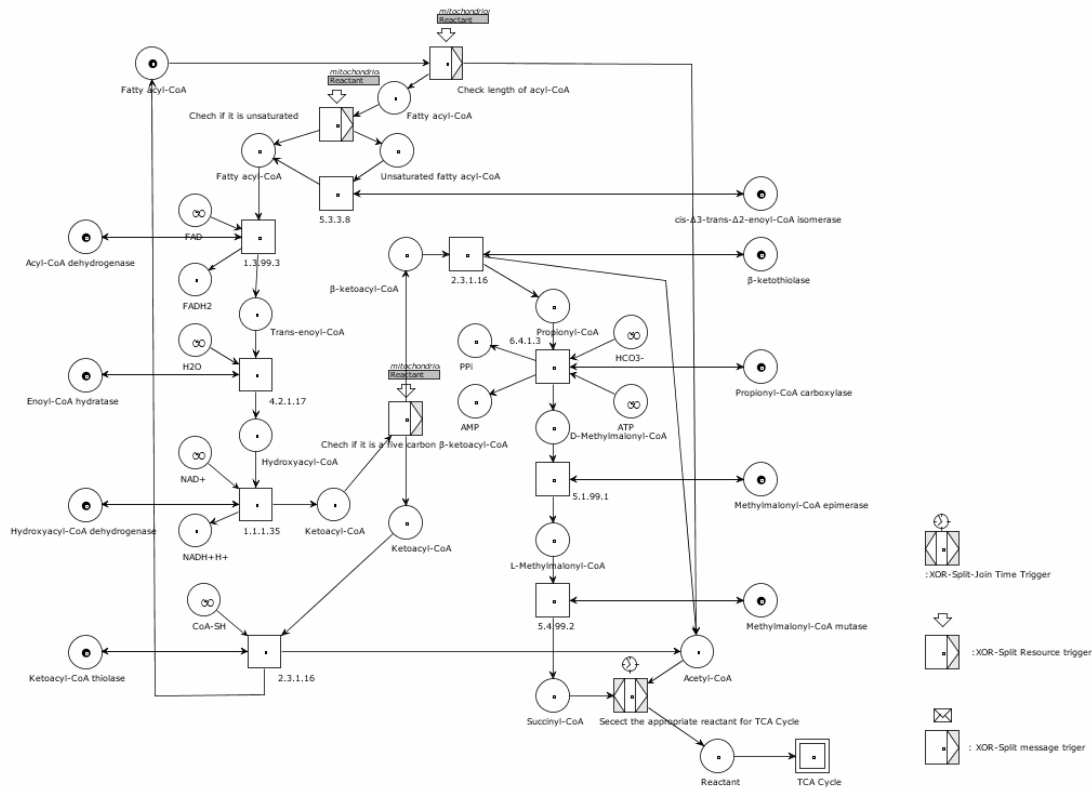 mitochondria
Reactant
Fatty acyl-CoA
Check length of acyl-CoA
mitochondria
Reactant
Fatty acyl-CoA
Chech if it is unsaturated
Fatty acyl-CoA
Unsaturated fatty acyl-CoA
5.3.3.8
cis-Δ3-trans-Δ2-enoyl-CoA isomerase
FAD
Acyl-CoA dehydrogenase
1.3.99.3
β-ketoacyl-CoA
2.3.1.16
β-ketothiolase
FADH2
Trans-enoyl-CoA
Propionyl-CoA
6.4.1.3
HCO3-
PPi
H2O
mitochondria
Reactant
Enoyl-CoA hydratase
4.2.1.17
Propionyl-CoA carboxylase
AMP
ATP
D-Methylmalonyl-CoA
Chech if it is a five carbon β-ketoacyl-CoA
Hydroxyacyl-CoA
NAD+
5.1.99.1
Methylmalonyl-CoA epimerase
Hydroxyacyl-CoA dehydrogenase
1.1.1.35
Ketoacyl-CoA
Ketoacyl-CoA
NADH+H+
L-Methylmalonyl-CoA
:XOR-Split-Join Time Trigger
CoA-SH
5.4.99.2
Methylmalonyl-CoA mutase
:XOR-Split Resource trigger
Ketoacyl-CoA thiolase
2.3.1.16
Acetyl-CoA
Succinyl-CoA
Secect the appropriate reactant for TCA Cycle
: XOR-Split message triger
Reactant
TCA Cycle